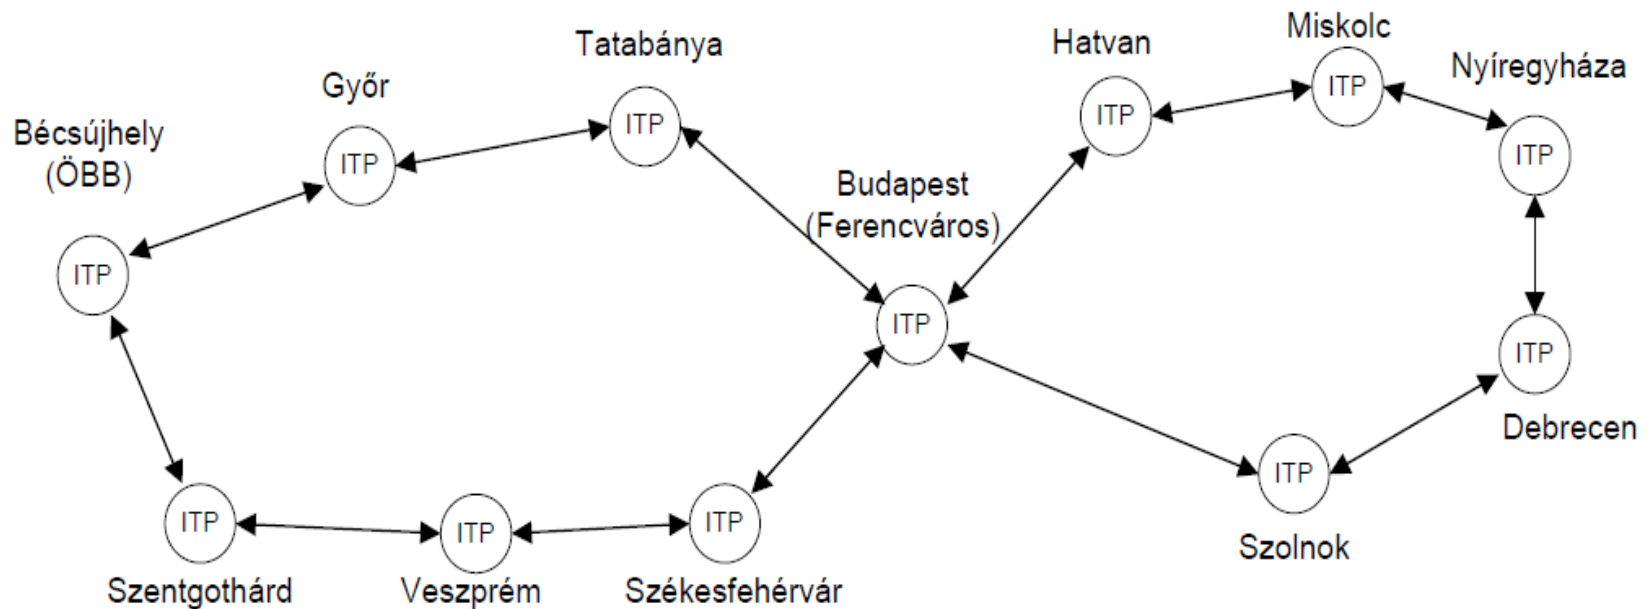 Miskolc
Hatvan
Tatabánya
Nyíregyháza
Győr
ITP
Bécsújhely
(ÖBB)
ITP
ITP
ITP
ITP
ITP
Budapest
(Ferencváros)
ITP
ITP
ITP
Debrecen
ITP
ITP
ITP
ITP
Szolnok
Szentgothárd
Veszprém
Székesfehérvár